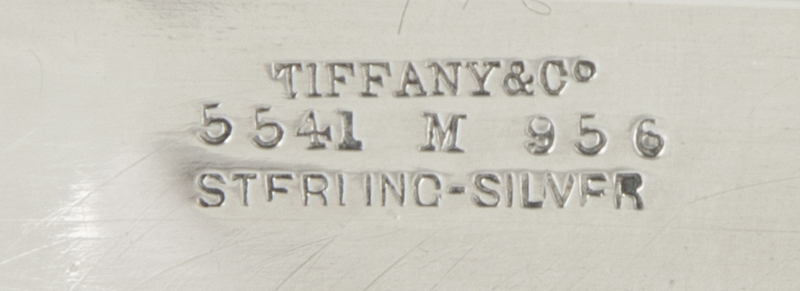 TIFFANY & Cº
5541 M 956
STERLING-SILVER